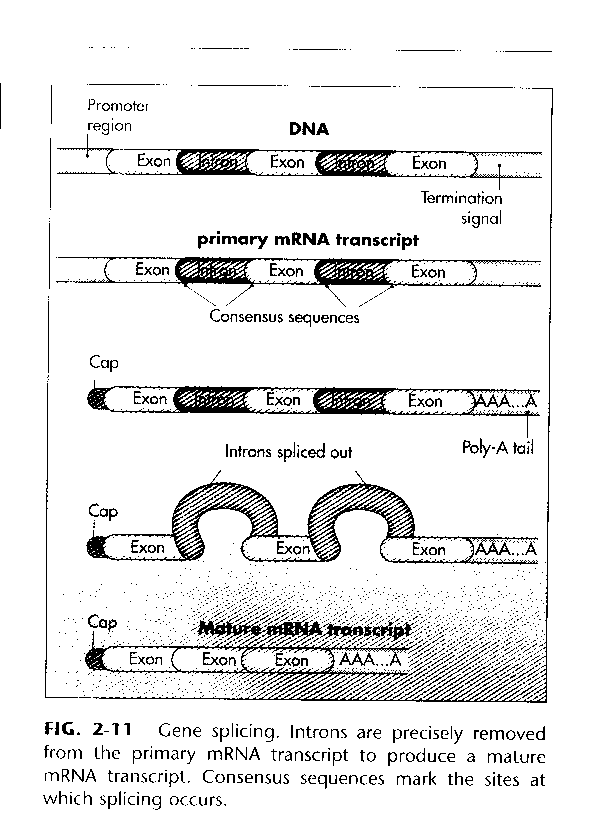 Promoter
region
DNA
Exon Intron Exon Intron Exon
Termination
signal
primary mRNA transcript
Exon Intron Exon Intron Exon
Consensus sequences
Cap
Exon Intron Exon Intron Exon AAA...A
Introns spliced out
Poly-A tail
Cap
Exon Exon Exon AAA...A
Cap
Mature mRNA transcript
Exon Exon Exon AAA...A
FIG. 2-11 Gene splicing. Introns are precisely removed
from the primary mRNA transcript to produce a mature
mRNA transcript. Consensus sequences mark the sites at
which splicing occurs.